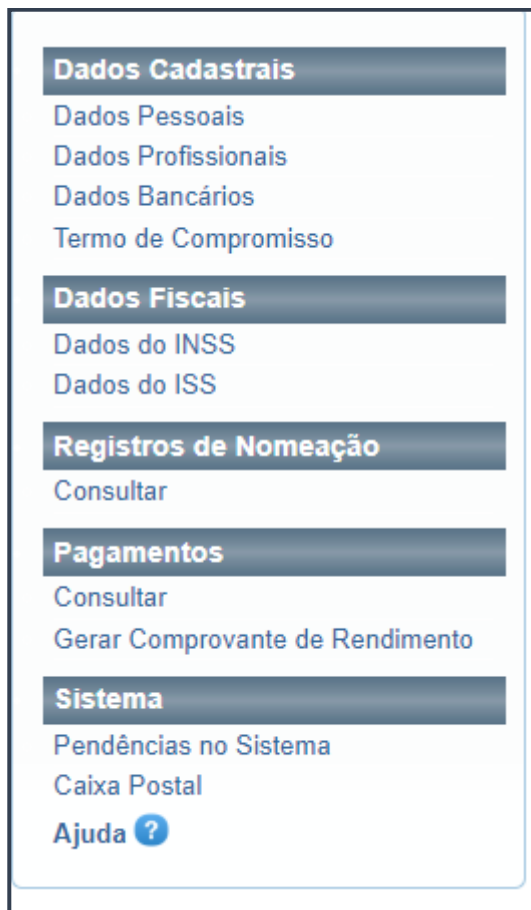 Dados Cadastrais
Dados Pessoais
Dados Profissionais
Dados Bancários
Termo de Compromisso
Dados Fiscais
Dados do INSS
Dados do ISS
Registros de Nomeação
Consultar
Pagamentos
Consultar
Gerar Comprovante de Rendimento
Sistema
Pendências no Sistema
Caixa Postal
Ajuda ?